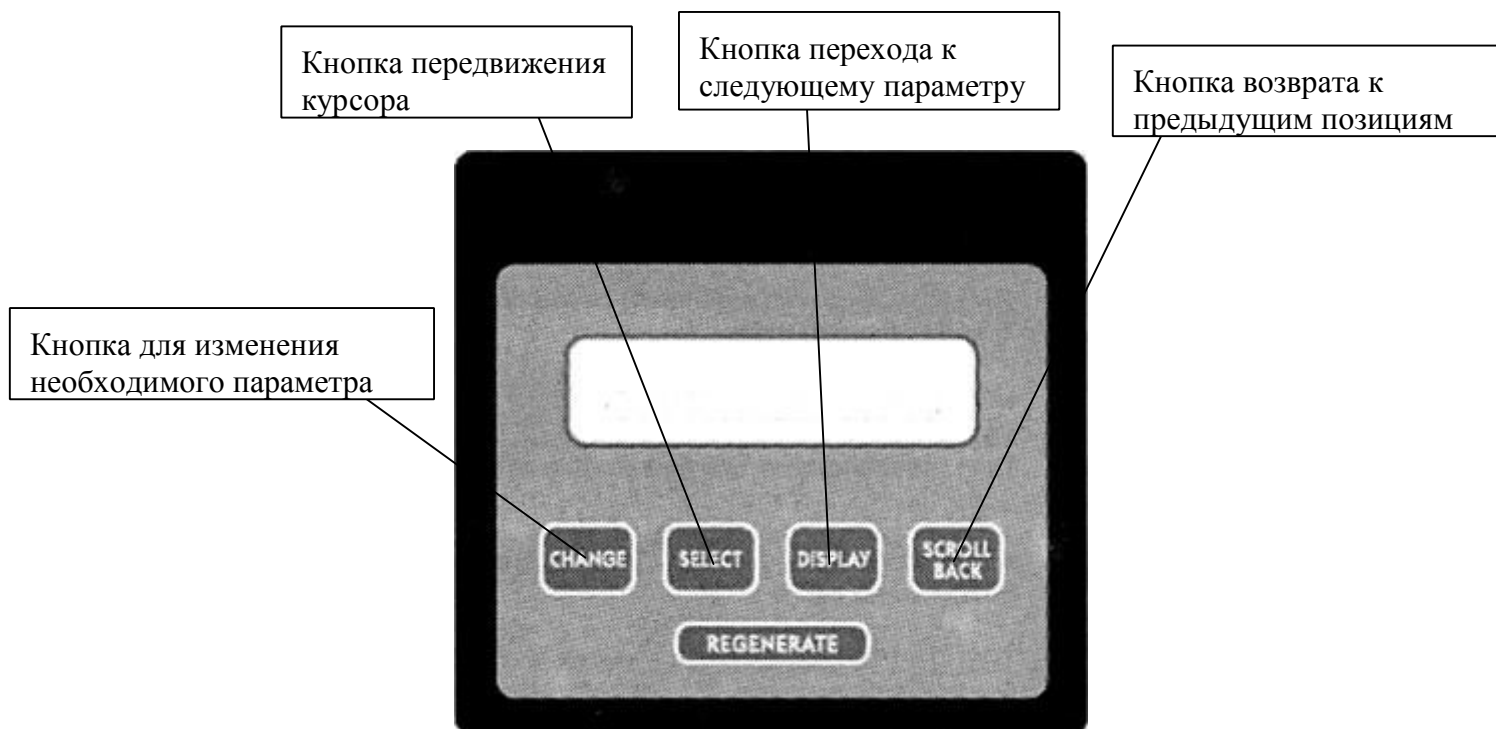 Кнопка передвижения
курсора
Кнопка перехода к
следующему параметру
Кнопка возврата к
предыдущим позициям
Кнопка для изменения
необходимого параметра
CHANGE
SELECT
DISPLAY
SCROLL
BACK
REGENERATE